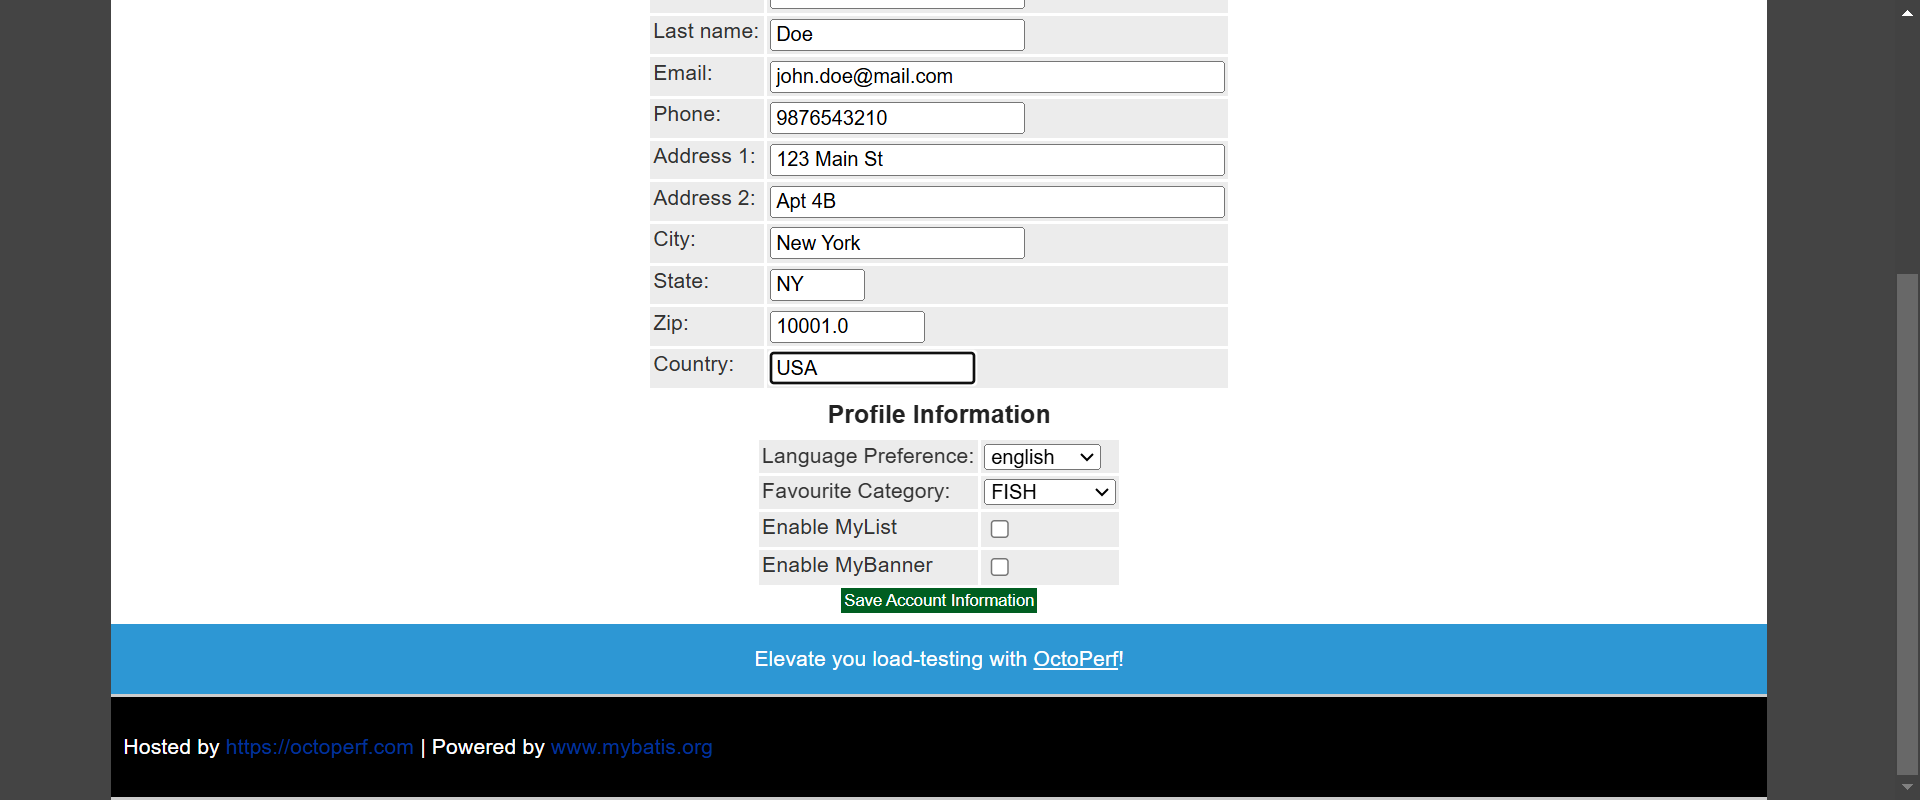 Last name: Doe
Email: john.doe@mail.com
Phone: 9876543210
Address 1: 123 Main St
Address 2: Apt 4B
City: New York
State: NY
Zip: 10001.0
Country: USA
Profile Information
Language Preference: english
Favourite Category: FISH
Enable MyList
Enable MyBanner
Save Account Information
Elevate you load-testing with OctoPerf!
Hosted by https://octoperf.com | Powered by www.mybatis.org